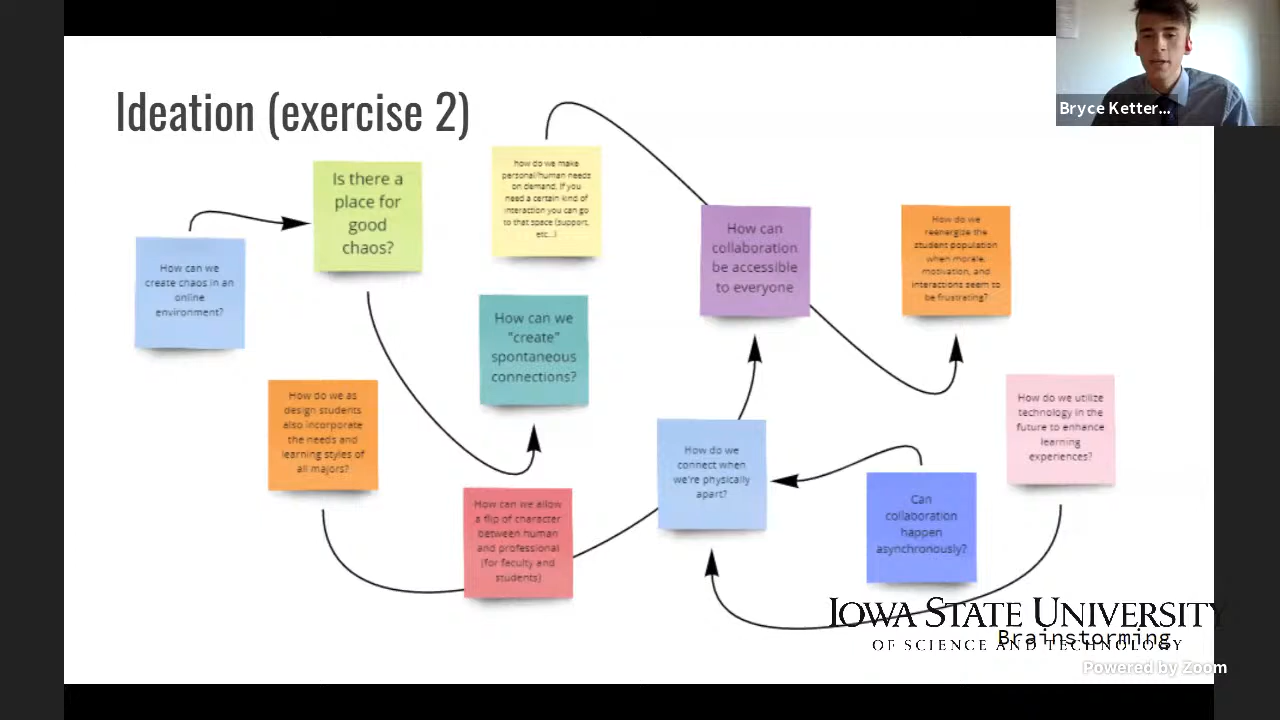 Ideation (exercise 2)
Bryce Ketter...
How can we
create chaos in an
online
environment?
Is there a
place for
good
chaos?
how do we make
personal/human needs
on demand. If you
need a certain kind of
interaction you can go
to that space (support,
etc...)
How can we
"create"
spontaneous
connections?
How can
collaboration
be accessible
to everyone
How do we
reenergize the
student population
when morale,
motivation, and
interactions seem to
be frustrating?
How do we as
design students
also incorporate
the needs and
learning styles of
all majors?
How can we allow
a flip of character
between human
and professional
(for faculty and
students)
How do we
connect when
we're physically
apart?
Can
collaboration
happen
asynchronously?
How do we utilize
technology in the
future to enhance
learning
experiences?
IOWA STATE UNIVERSITY
OF SCIENCE AND TECHNOLOGY
Brainstorming
Powered by Zoom